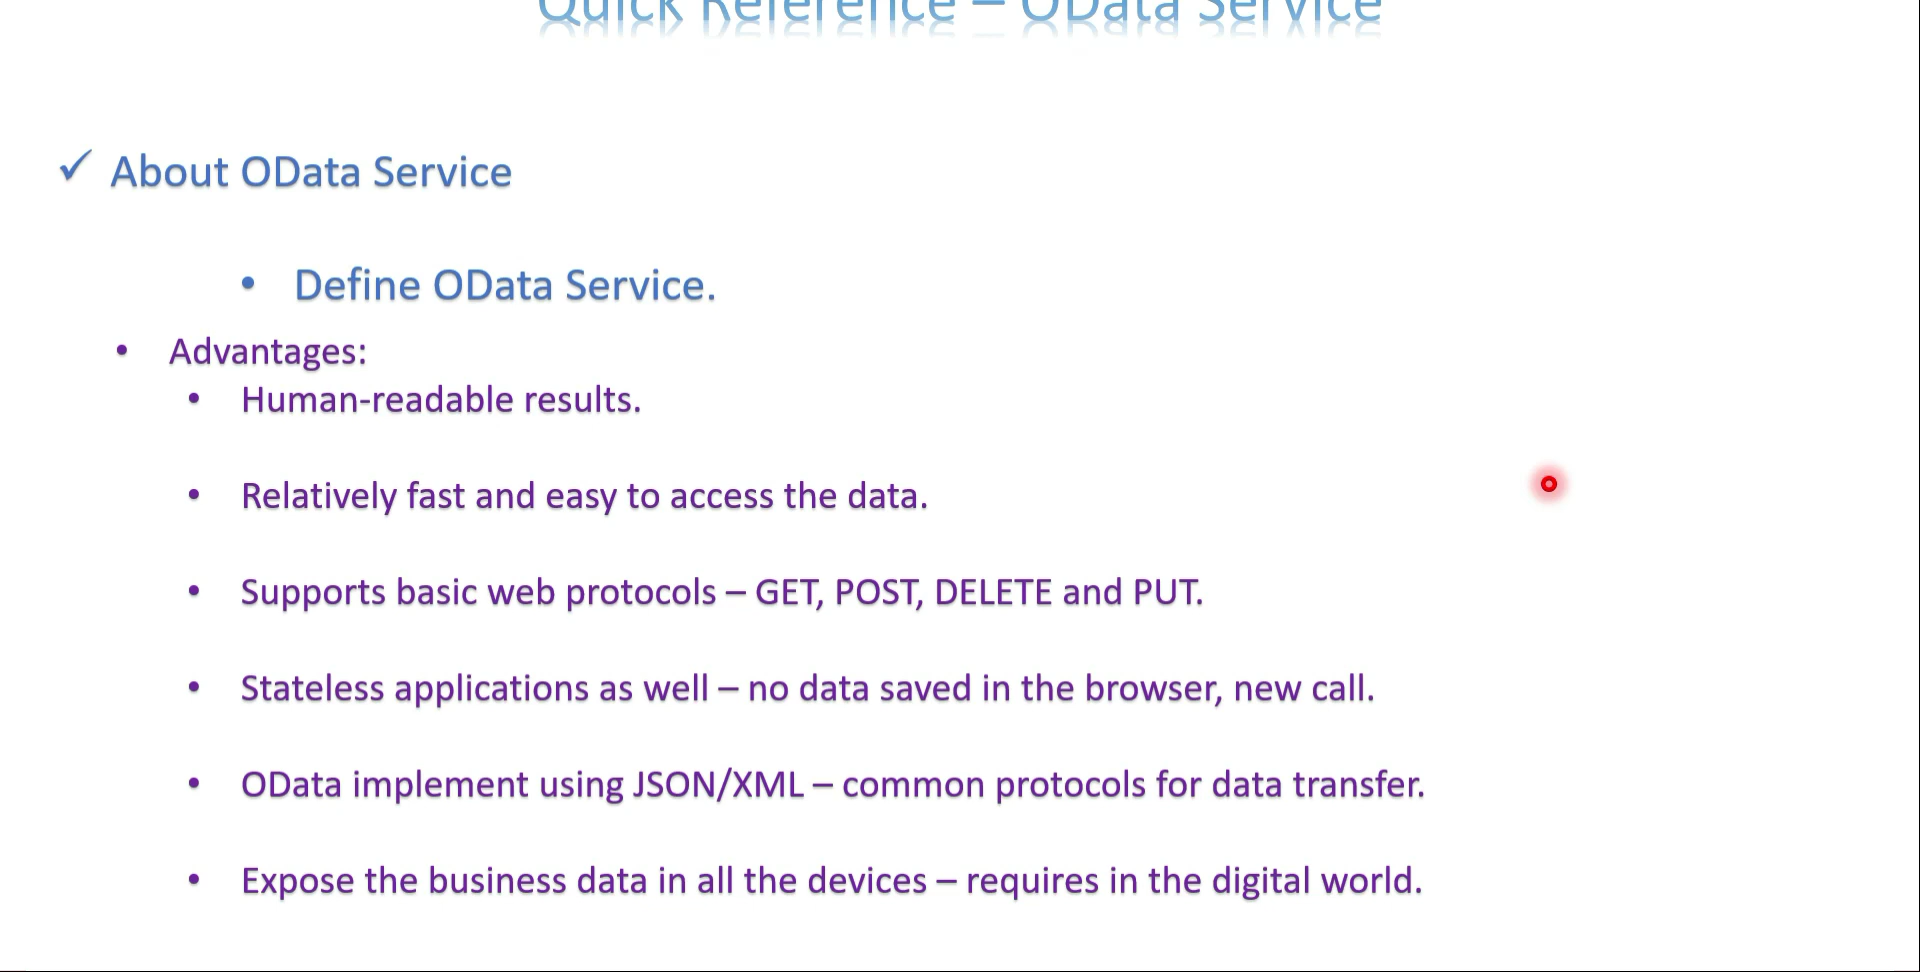 Quick Reference – OData Service
✓ About OData Service
• Define OData Service.
• Advantages:
• Human-readable results.
• Relatively fast and easy to access the data.
• Supports basic web protocols – GET, POST, DELETE and PUT.
• Stateless applications as well – no data saved in the browser, new call.
• OData implement using JSON/XML – common protocols for data transfer.
• Expose the business data in all the devices – requires in the digital world.